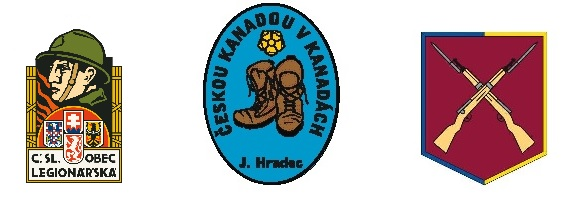 Č. SL. OBEC
LEGIONÁŘSKÁ
ČESKOU KANADOU V KANADÁCH
J. Hradec